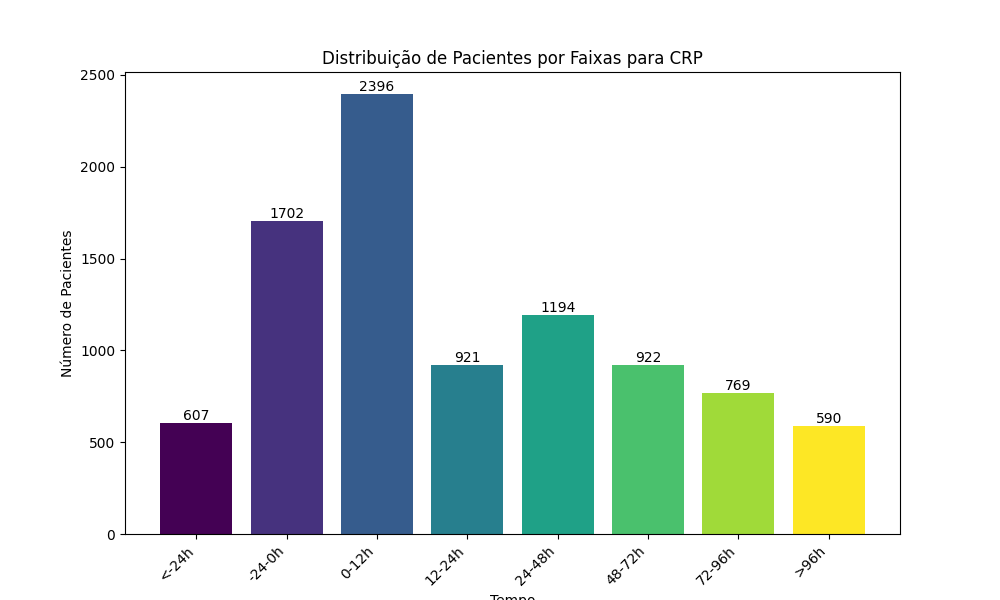 Distribuição de Pacientes por Faixas para CRP
2500
2000
1500
1000
500
0
Número de Pacientes
607
1702
2396
921
1194
922
769
590
<-24h
-24-0h
0-12h
12-24h
24-48h
48-72h
72-96h
>96h
Tempo